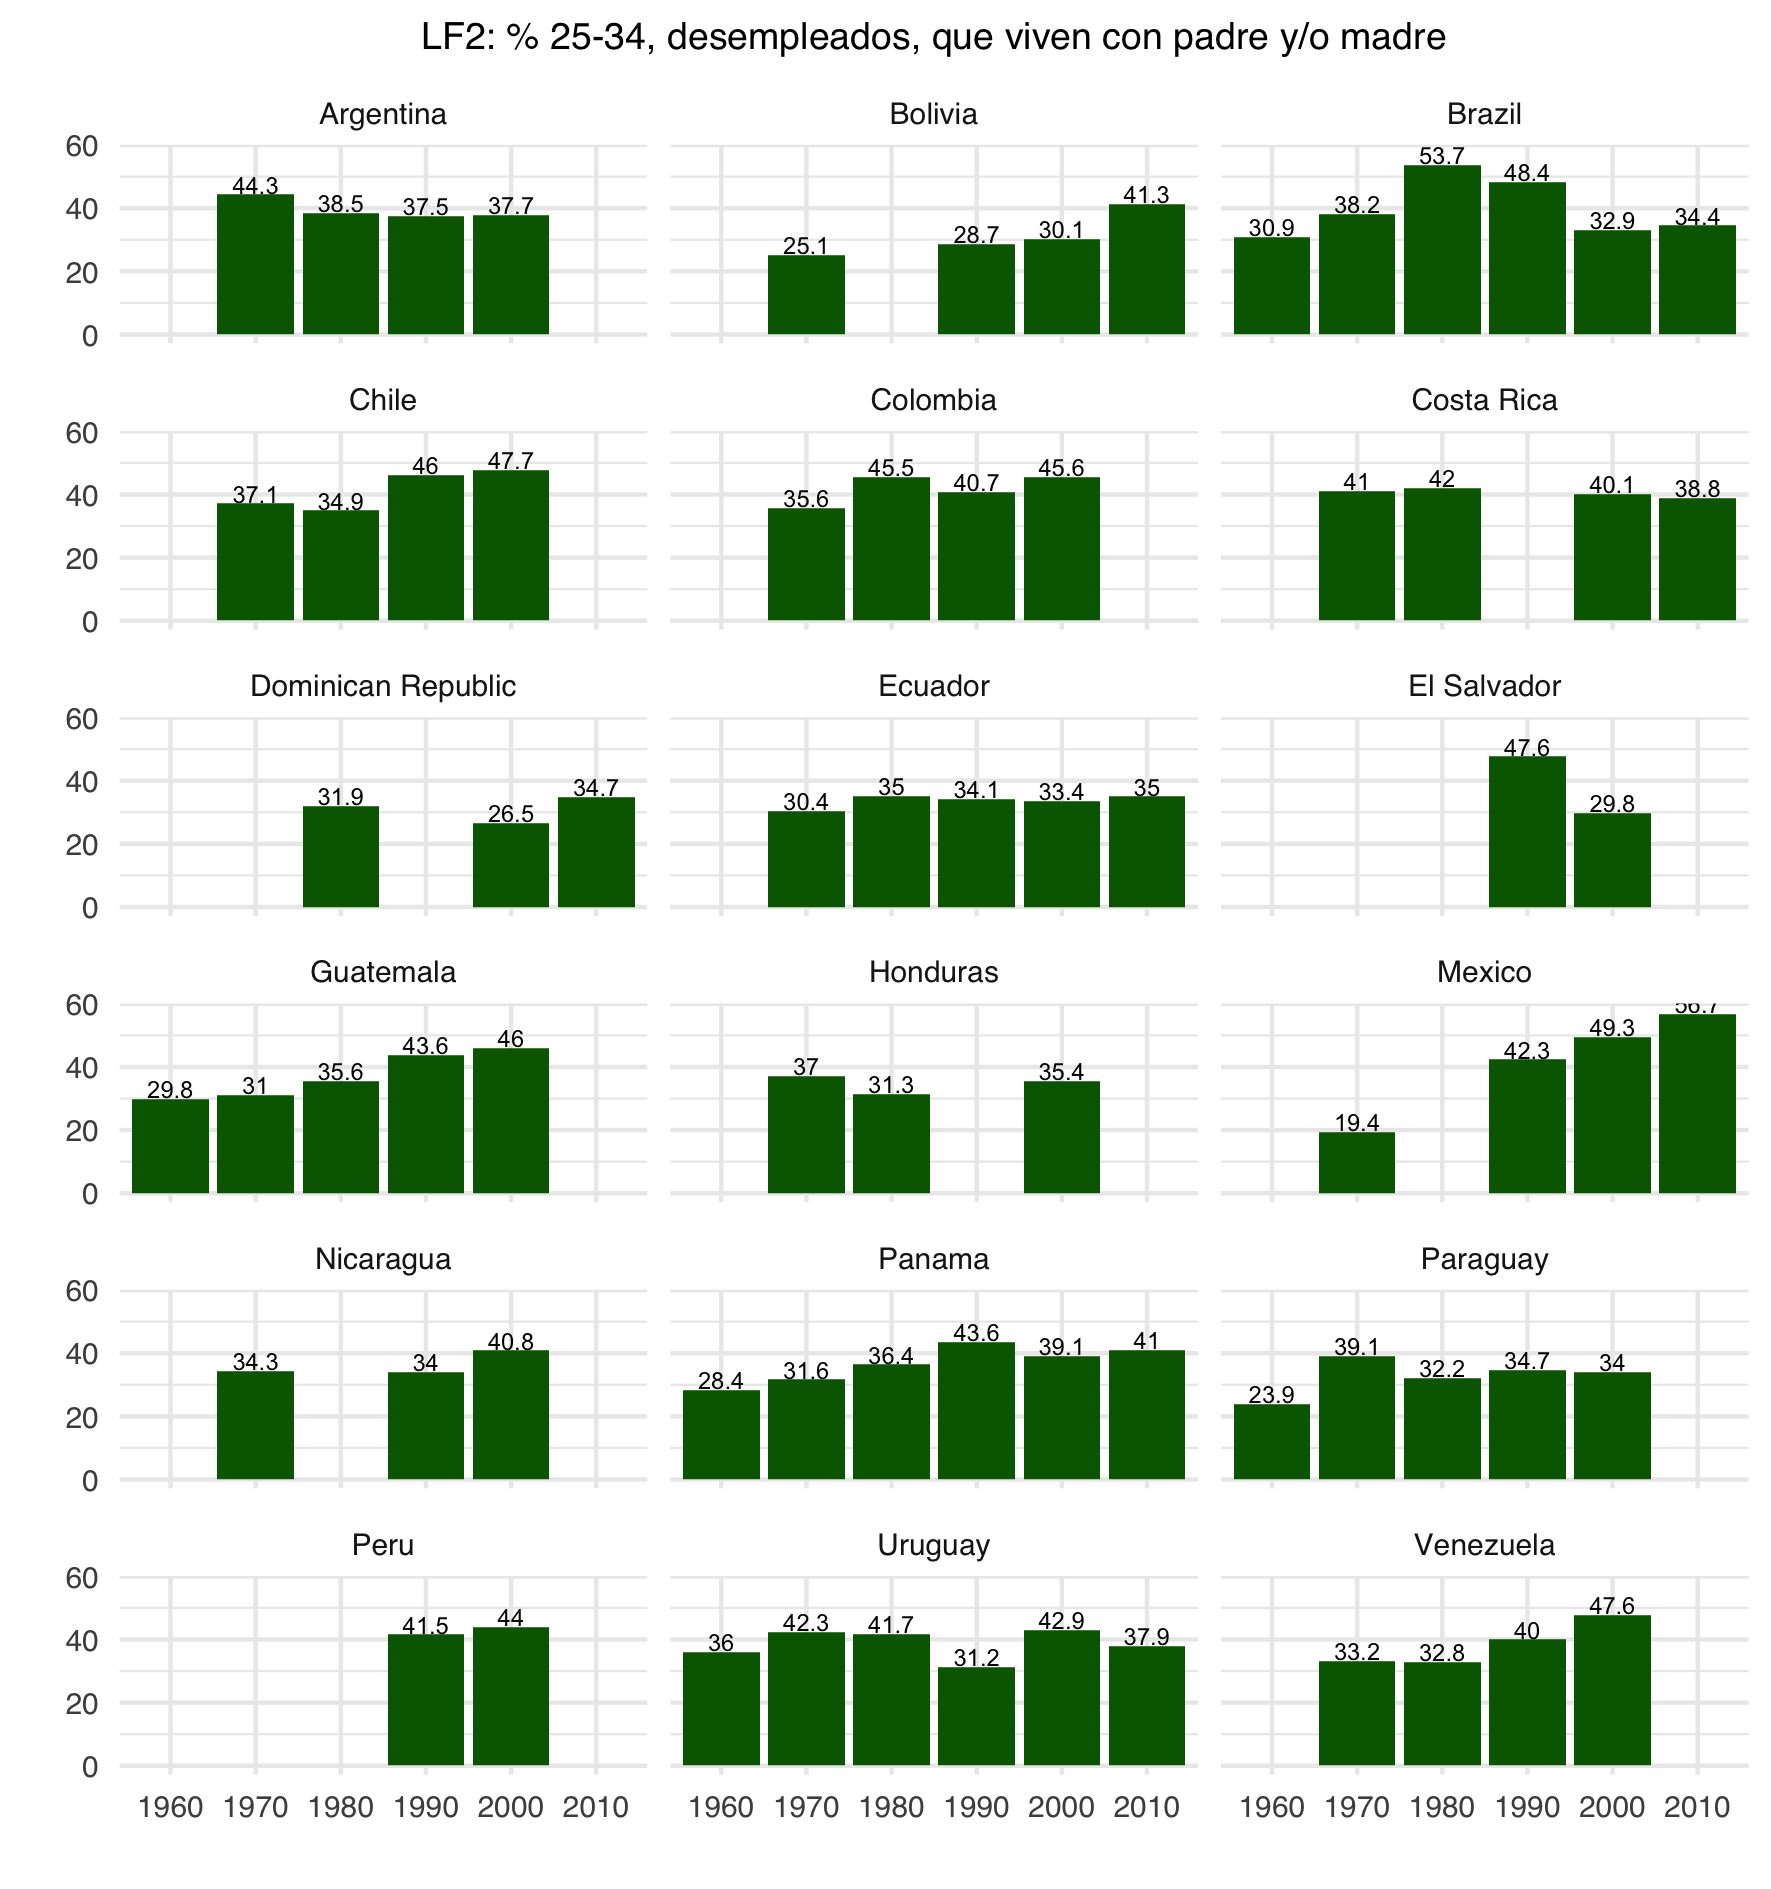 LF2: % 25-34, desempleados, que viven con padre y/o madre
Argentina Bolivia Brazil
60
40
20
0
44.3 38.5 37.5 37.7
25.1 28.7 30.1 41.3
30.9 38.2 53.7 48.4 32.9 34.4
Chile Colombia Costa Rica
60
40
20
0
37.1 34.9 46 47.7
35.6 45.5 40.7 45.6
41 42 40.1 38.8
Dominican Republic Ecuador El Salvador
60
40
20
0
31.9 26.5 34.7
30.4 35 34.1 33.4 35
47.6 29.8
Guatemala Honduras Mexico
60
40
20
0
29.8 31 35.6 43.6 46
37 31.3 35.4
19.4 42.3 49.3 56.7
Nicaragua Panama Paraguay
60
40
20
0
34.3 34 40.8
28.4 31.6 36.4 43.6 39.1 41
23.9 39.1 32.2 34.7 34
Peru Uruguay Venezuela
60
40
20
0
41.5 44
36 42.3 41.7 31.2 42.9 37.9
33.2 32.8 40 47.6
1960 1970 1980 1990 2000 2010
1960 1970 1980 1990 2000 2010
1960 1970 1980 1990 2000 2010